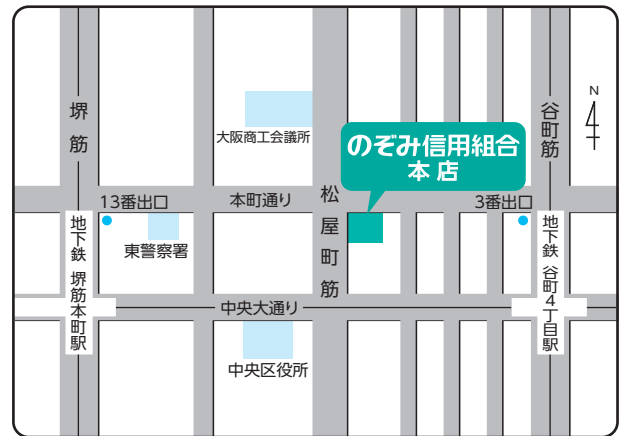 堺筋
大阪商工会議所
のぞみ信用組合
本店
谷町筋
N
13番出口
本町通り
松屋町筋
3番出口
地下鉄 堺筋本町駅
東警察署
地下鉄 谷町4丁目駅
中央大通り
中央区役所